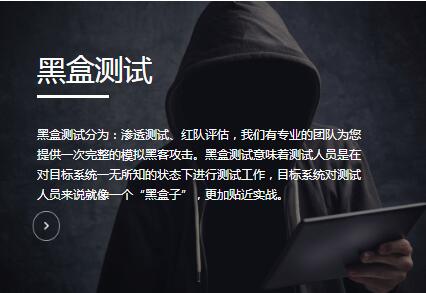 黑盒测试
黑盒测试分为：渗透测试、红队评估，我们有专业的团队为您
提供一次完整的模拟黑客攻击。黑盒测试意味着测试人员是在
对目标系统一无所知的状态下进行测试工作，目标系统对测试
人员来说就像一个“黑盒子”，更加贴近实战。